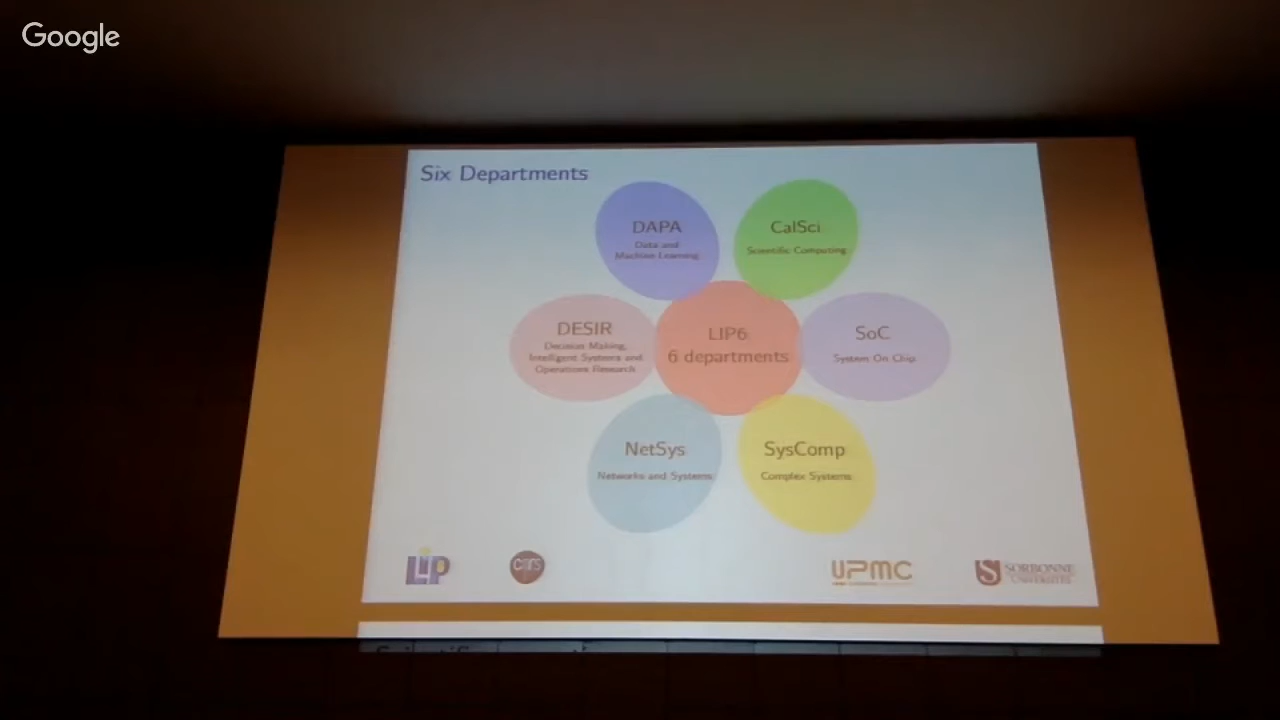 Google
Six Departments
DAPA
Data and
Machine Learning
CalSci
Scientific Computing
DESIR
Decision Making,
Intelligent Systems and
Operations Research
LIP6
6 departments
SoC
System On Chip
NetSys
Networks and Systems
SysComp
Complex Systems
LIP
cnrs
UPMC
SORBONNE
UNIVERSITÉS